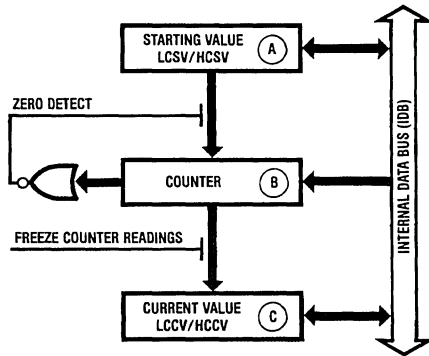 STARTING VALUE
LCSV/HCSV
A
ZERO DETECT
COUNTER
B
FREEZE COUNTER READINGS
CURRENT VALUE
LCCV/HCCV
C
INTERNAL DATA BUS (IDB)